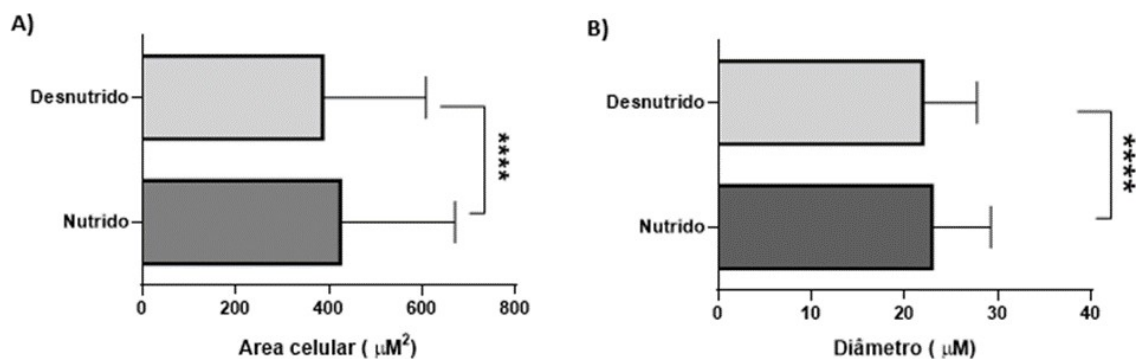 A)
Desnutrido
Nutrido
****
0 200 400 600 800
Area celular ( µM²)
B)
Desnutrido
Nutrido
****
0 10 20 30 40
Diâmetro ( µM)